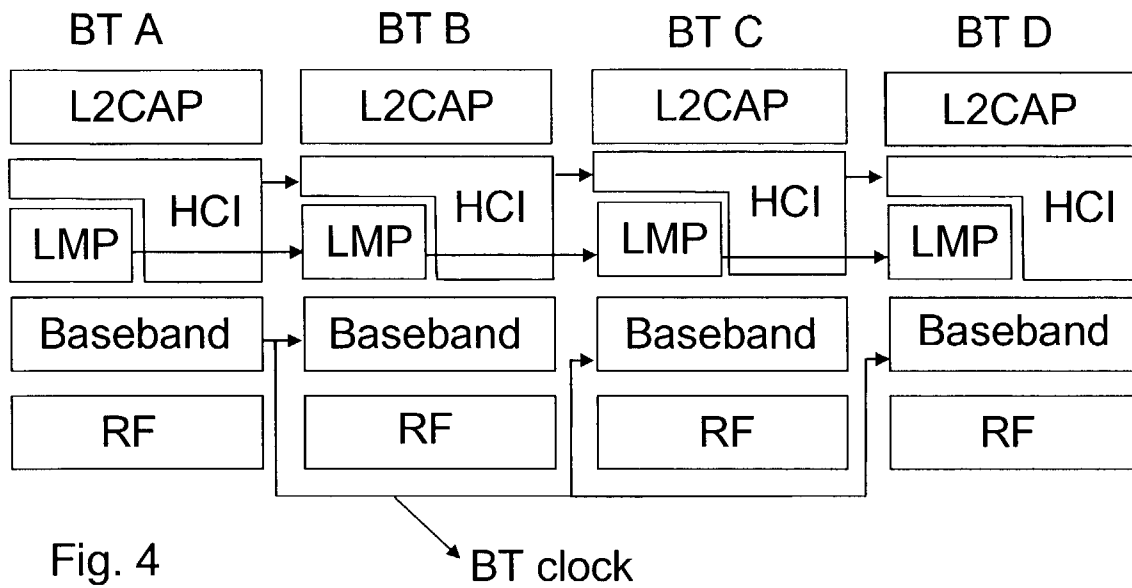 BT A BT B BT C BT D
L2CAP L2CAP L2CAP L2CAP
HCI HCI HCI HCI
LMP LMP LMP LMP
Baseband Baseband Baseband Baseband
RF RF RF RF
Fig. 4 BT clock